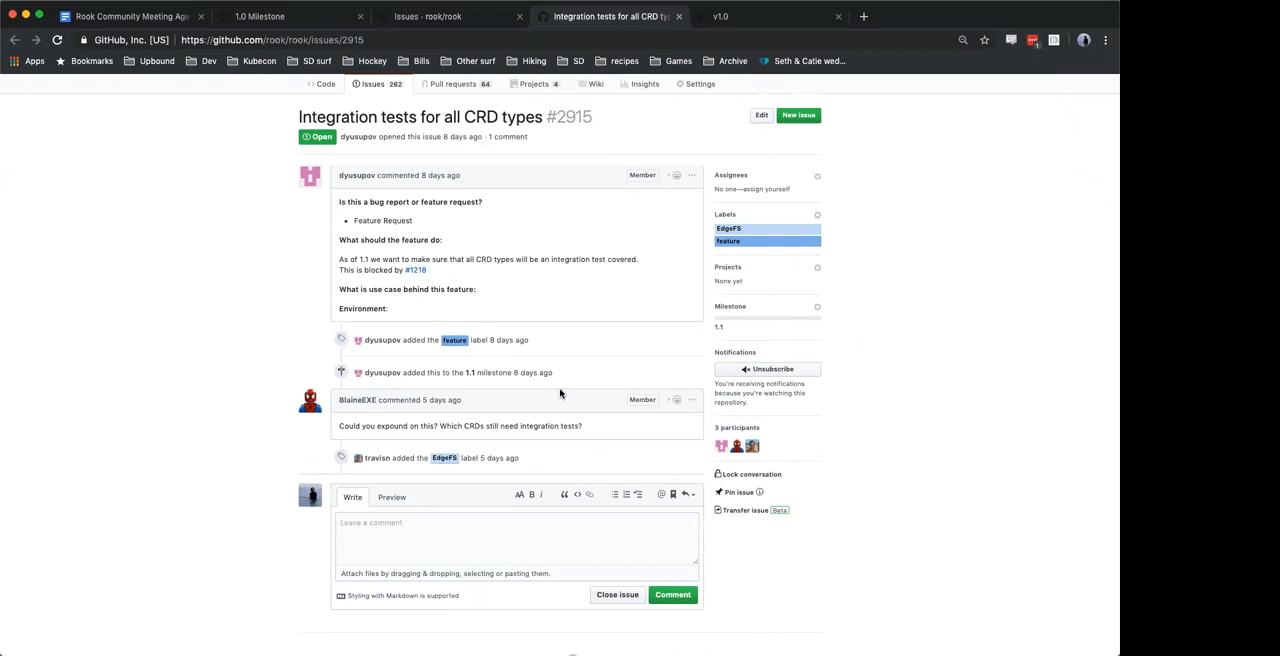 Rook Community Meeting Age
1.0 Milestone
Issues · rook/rook
Integration tests for all CRD ty
v1.0
GitHub, Inc. [US]
https://github.com/rook/rook/issues/2915
Apps
Bookmarks
Upbound
Dev
Kubecon
SD surf
Hockey
Bills
Other surf
Hiking
SD
recipes
Games
Archive
Seth & Catie wed...
Code
Issues 262
Pull requests 64
Projects 4
Wiki
Insights
Settings
Integration tests for all CRD types #2915
Edit
New issue
Open
dyusupov opened this issue 8 days ago · 1 comment
dyusupov commented 8 days ago
Member
Is this a bug report or feature request?
• Feature Request
What should the feature do:
As of 1.1 we want to make sure that all CRD types will be an integration test covered.
This is blocked by #1218
What is use case behind this feature:
Environment:
dyusupov added the feature label 8 days ago
dyusupov added this to the 1.1 milestone 8 days ago
BlaineEXE commented 5 days ago
Member
Could you expound on this? Which CRDs still need integration tests?
travisn added the EdgeFS label 5 days ago
Write
Preview
Leave a comment
Attach files by dragging & dropping, selecting or pasting them.
Styling with Markdown is supported
Close issue
Comment
Assignees
No one—assign yourself
Labels
EdgeFS
feature
Projects
None yet
Milestone
1.1
Notifications
Unsubscribe
You're receiving notifications
because you're watching this
repository.
3 participants
Lock conversation
Pin issue
Transfer issue Beta